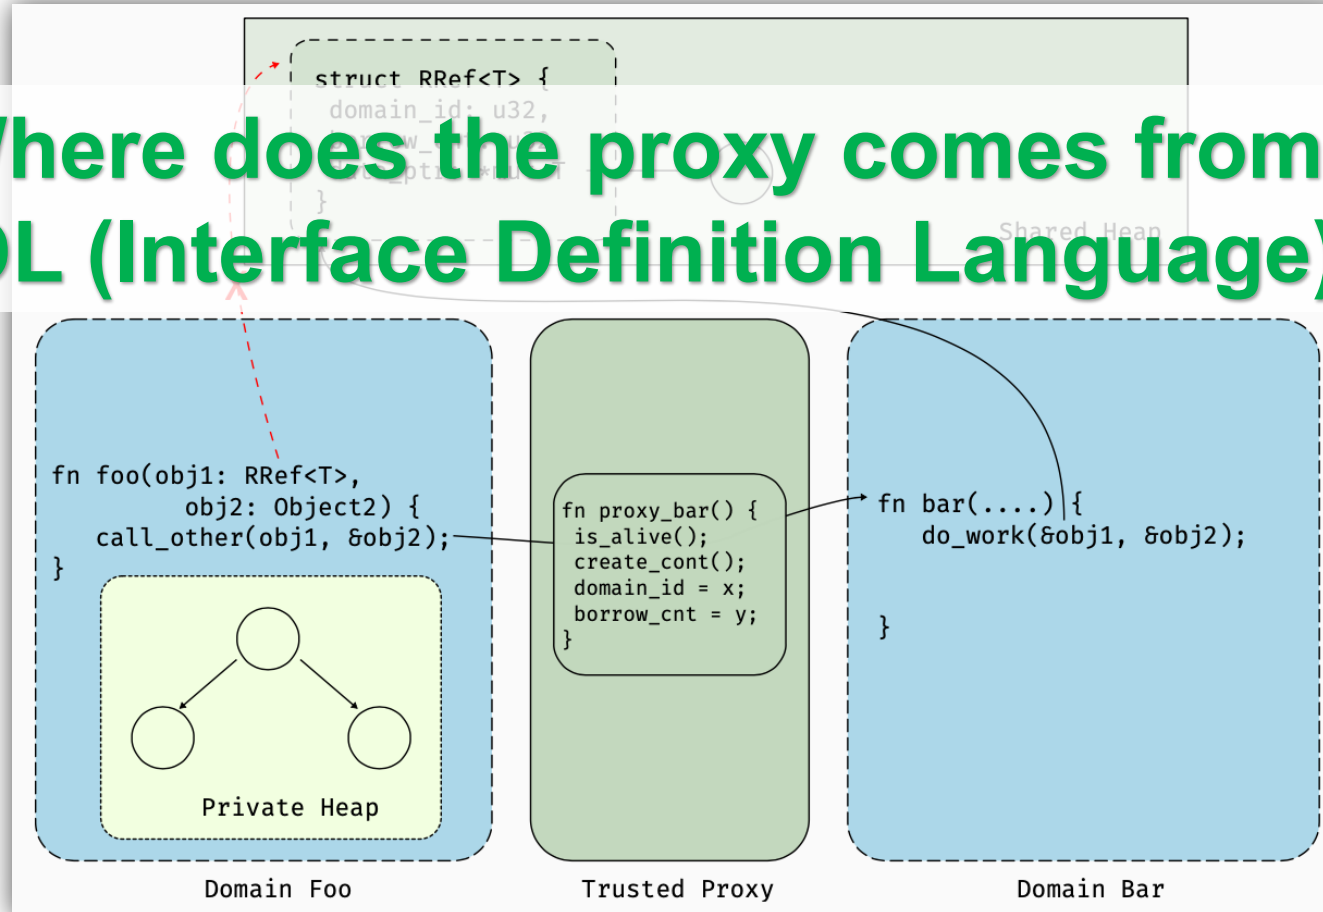 struct RRef<T> {
domain_id: u32,
}
here does the proxy comes from
L (Interface Definition Language)
Shared Heap
fn foo(obj1: RRef<T>,
obj2: Object2) {
call_other(obj1, &obj2);
}
Private Heap
Domain Foo
fn proxy_bar() {
is_alive();
create_cont();
domain_id = x;
borrow_cnt = y;
}
Trusted Proxy
fn bar(....) {
do_work(&obj1, &obj2);
}
Domain Bar